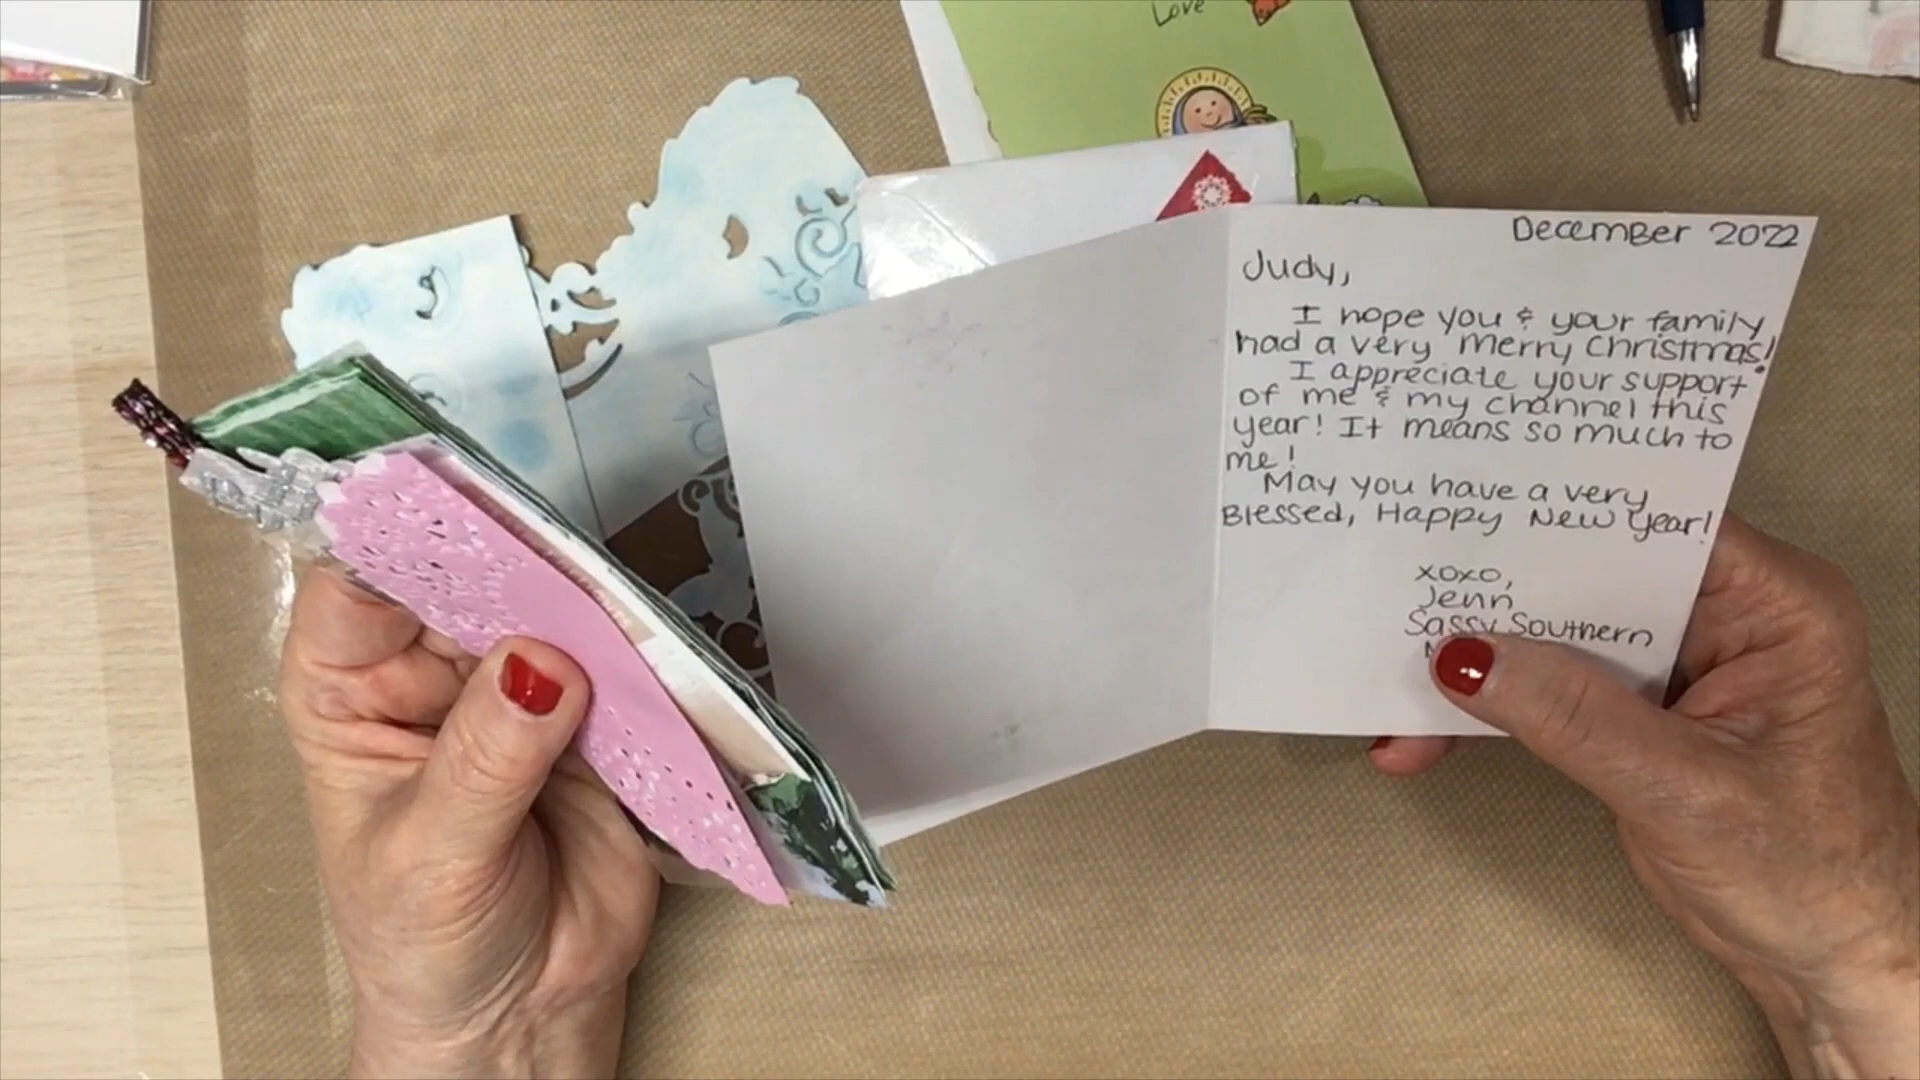 Love
December 2022
Judy,
I hope you & your family
had a very merry Christmas!
I appreciate your support
of me & my channel this
year! It means so much to
me!
May you have a very
Blessed, Happy New Year!
xoxo,
Jenn
Sassy Southern